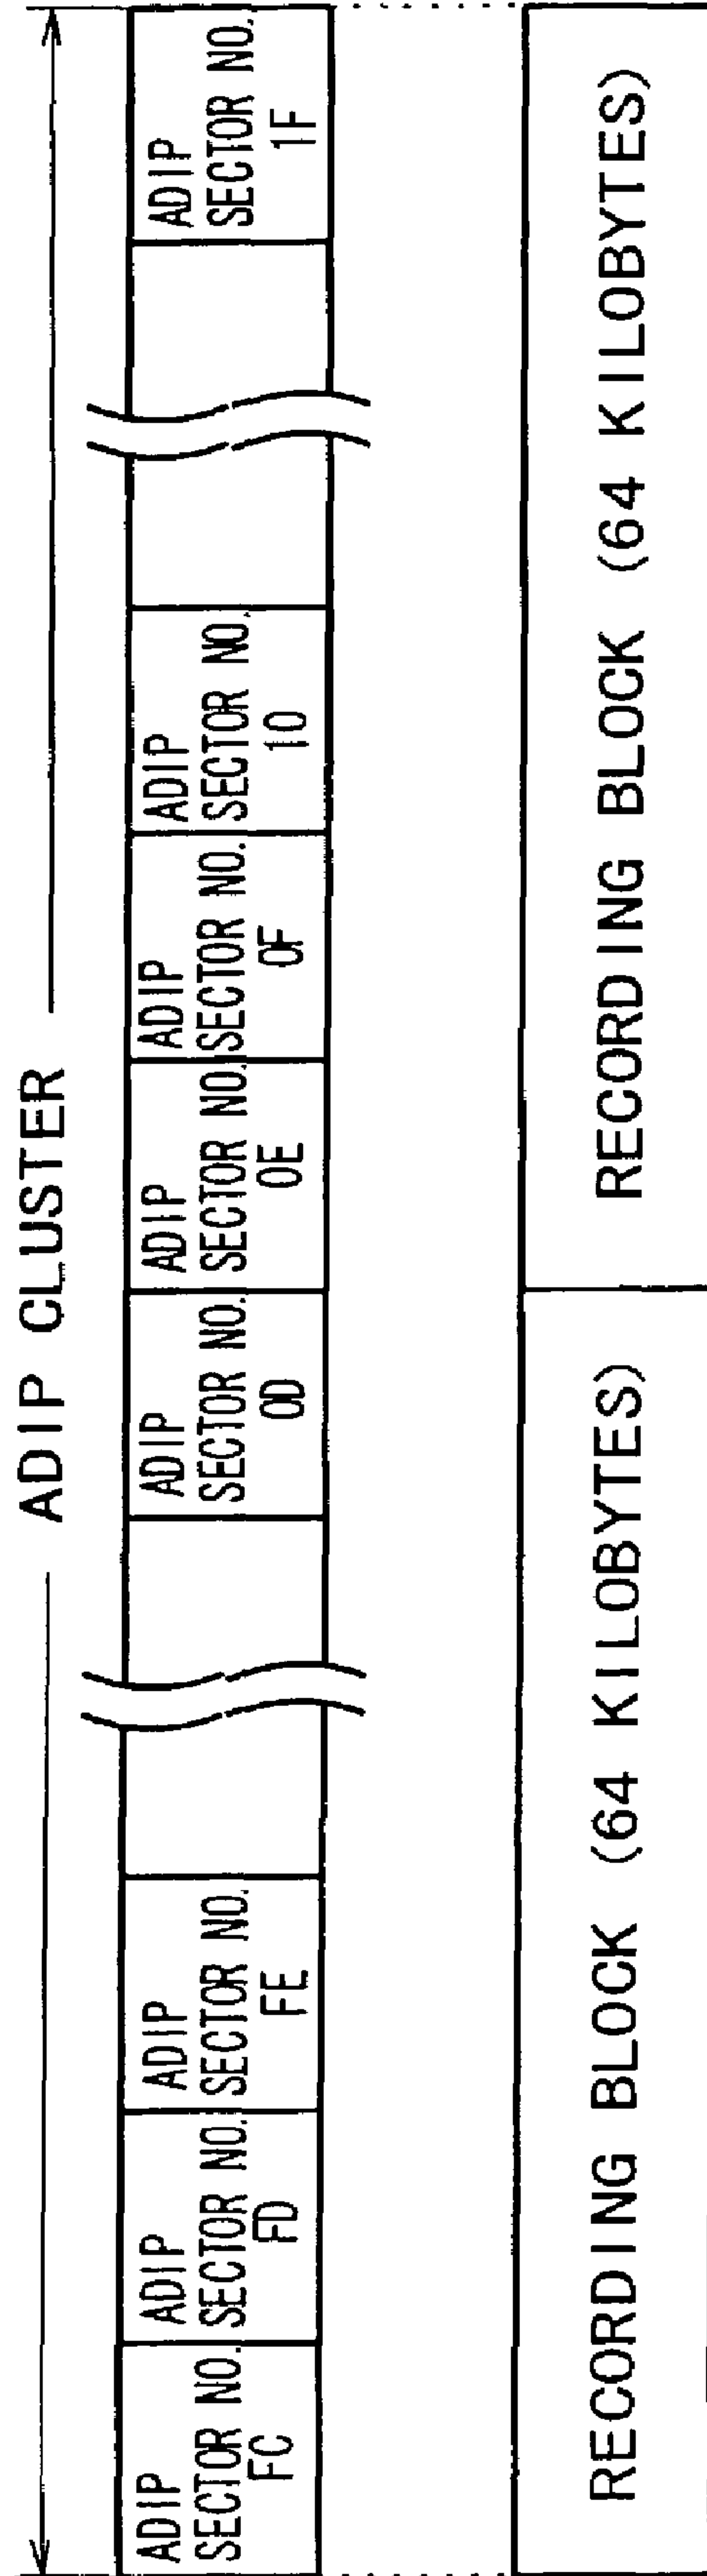 ADIP CLUSTER
ADIP
SECTOR NO.
FC
ADIP
SECTOR NO.
FD
ADIP
SECTOR NO.
FE
ADIP
SECTOR NO.
0D
ADIP
SECTOR NO.
0E
ADIP
SECTOR NO.
0F
ADIP
SECTOR NO.
10
ADIP
SECTOR NO.
1F
RECORDING BLOCK (64 KILOBYTES)
RECORDING BLOCK (64 KILOBYTES)